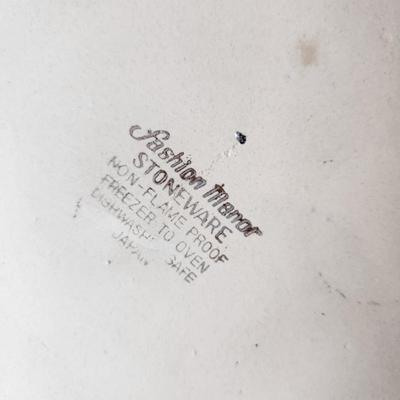 Fashion Manor
STONEWARE
NON-FLAME PROOF
FREEZER TO OVEN
DISHWASHER SAFE
JAPAN